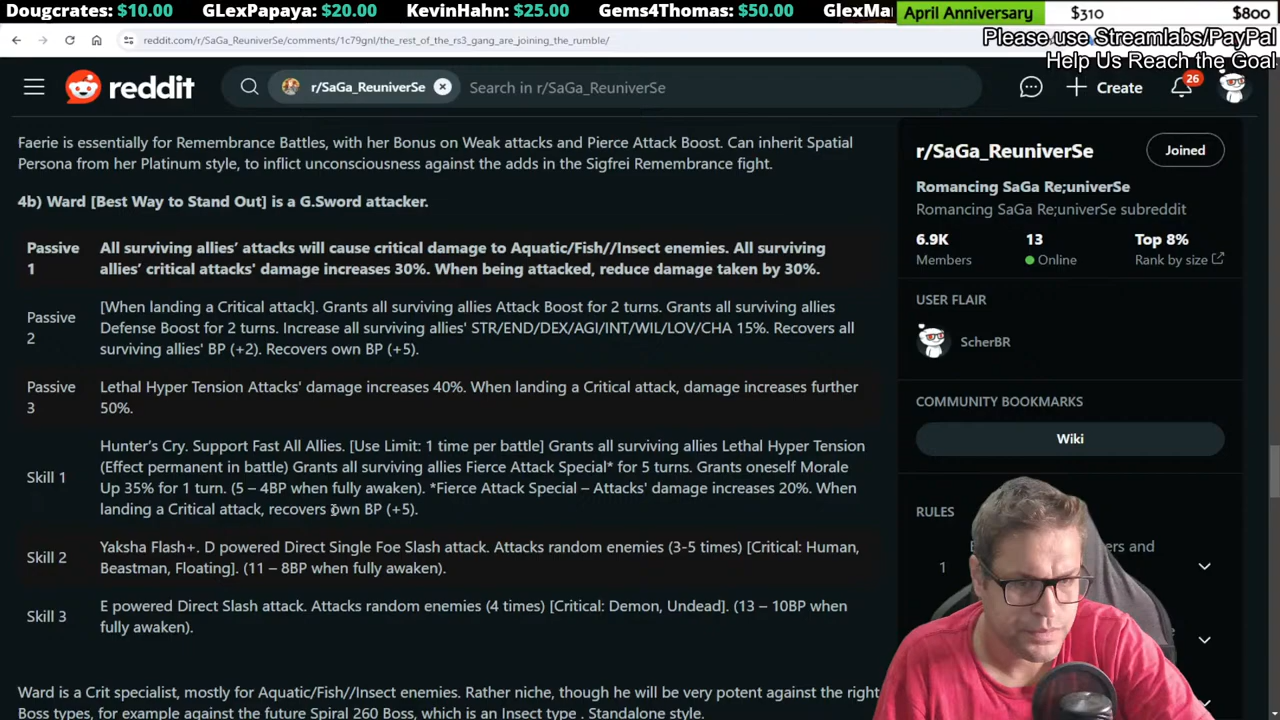 Dougcrates: $10.00 GLexPapaya: $20.00 KevinHahn: $25.00 Gems4Thomas: $50.00 GlexMa
April Anniversary $310 $800
Please use Streamlabs/PayPal
Help Us Reach the Goal
reddit.com/r/SaGa_ReuniverSe/comments/1c79gnl/the_rest_of_the_rs3_gang_are_joining_the_rumble/
reddit
r/SaGa_ReuniverSe
Search in r/SaGa_ReuniverSe
Create
26
Faerie is essentially for Remembrance Battles, with her Bonus on Weak attacks and Pierce Attack Boost. Can inherit Spatial
Persona from her Platinum style, to inflict unconsciousness against the adds in the Sigfrei Remembrance fight.
4b) Ward [Best Way to Stand Out] is a G.Sword attacker.
Passive
1
All surviving allies’ attacks will cause critical damage to Aquatic/Fish//Insect enemies. All surviving
allies’ critical attacks' damage increases 30%. When being attacked, reduce damage taken by 30%.
Passive
2
[When landing a Critical attack]. Grants all surviving allies Attack Boost for 2 turns. Grants all surviving allies
Defense Boost for 2 turns. Increase all surviving allies' STR/END/DEX/AGI/INT/WIL/LOV/CHA 15%. Recovers all
surviving allies' BP (+2). Recovers own BP (+5).
Passive
3
Lethal Hyper Tension Attacks' damage increases 40%. When landing a Critical attack, damage increases further
50%.
Skill 1
Hunter’s Cry. Support Fast All Allies. [Use Limit: 1 time per battle] Grants all surviving allies Lethal Hyper Tension
(Effect permanent in battle) Grants all surviving allies Fierce Attack Special* for 5 turns. Grants oneself Morale
Up 35% for 1 turn. (5 – 4BP when fully awaken). *Fierce Attack Special – Attacks' damage increases 20%. When
landing a Critical attack, recovers own BP (+5).
Skill 2
Yaksha Flash+. D powered Direct Single Foe Slash attack. Attacks random enemies (3-5 times) [Critical: Human,
Beastman, Floating]. (11 – 8BP when fully awaken).
Skill 3
E powered Direct Slash attack. Attacks random enemies (4 times) [Critical: Demon, Undead]. (13 – 10BP when
fully awaken).
Ward is a Crit specialist, mostly for Aquatic/Fish//Insect enemies. Rather niche, though he will be very potent against the right
Boss types, for example against the future Spiral 260 Boss, which is an Insect type . Standalone style.
r/SaGa_ReuniverSe
Joined
Romancing SaGa Re;univerSe
Romancing SaGa Re;univerSe subreddit
6.9K 13 Top 8%
Members Online Rank by size
USER FLAIR
ScherBR
COMMUNITY BOOKMARKS
Wiki
RULES
1
and